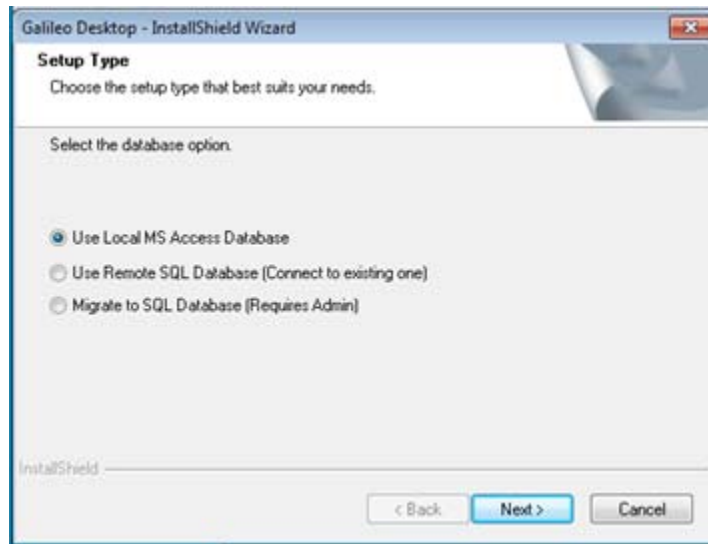 Galileo Desktop - InstallShield Wizard
Setup Type
Choose the setup type that best suits your needs.
Select the database option.
Use Local MS Access Database
Use Remote SQL Database (Connect to existing one)
Migrate to SQL Database (Requires Admin)
InstallShield
< Back Next > Cancel